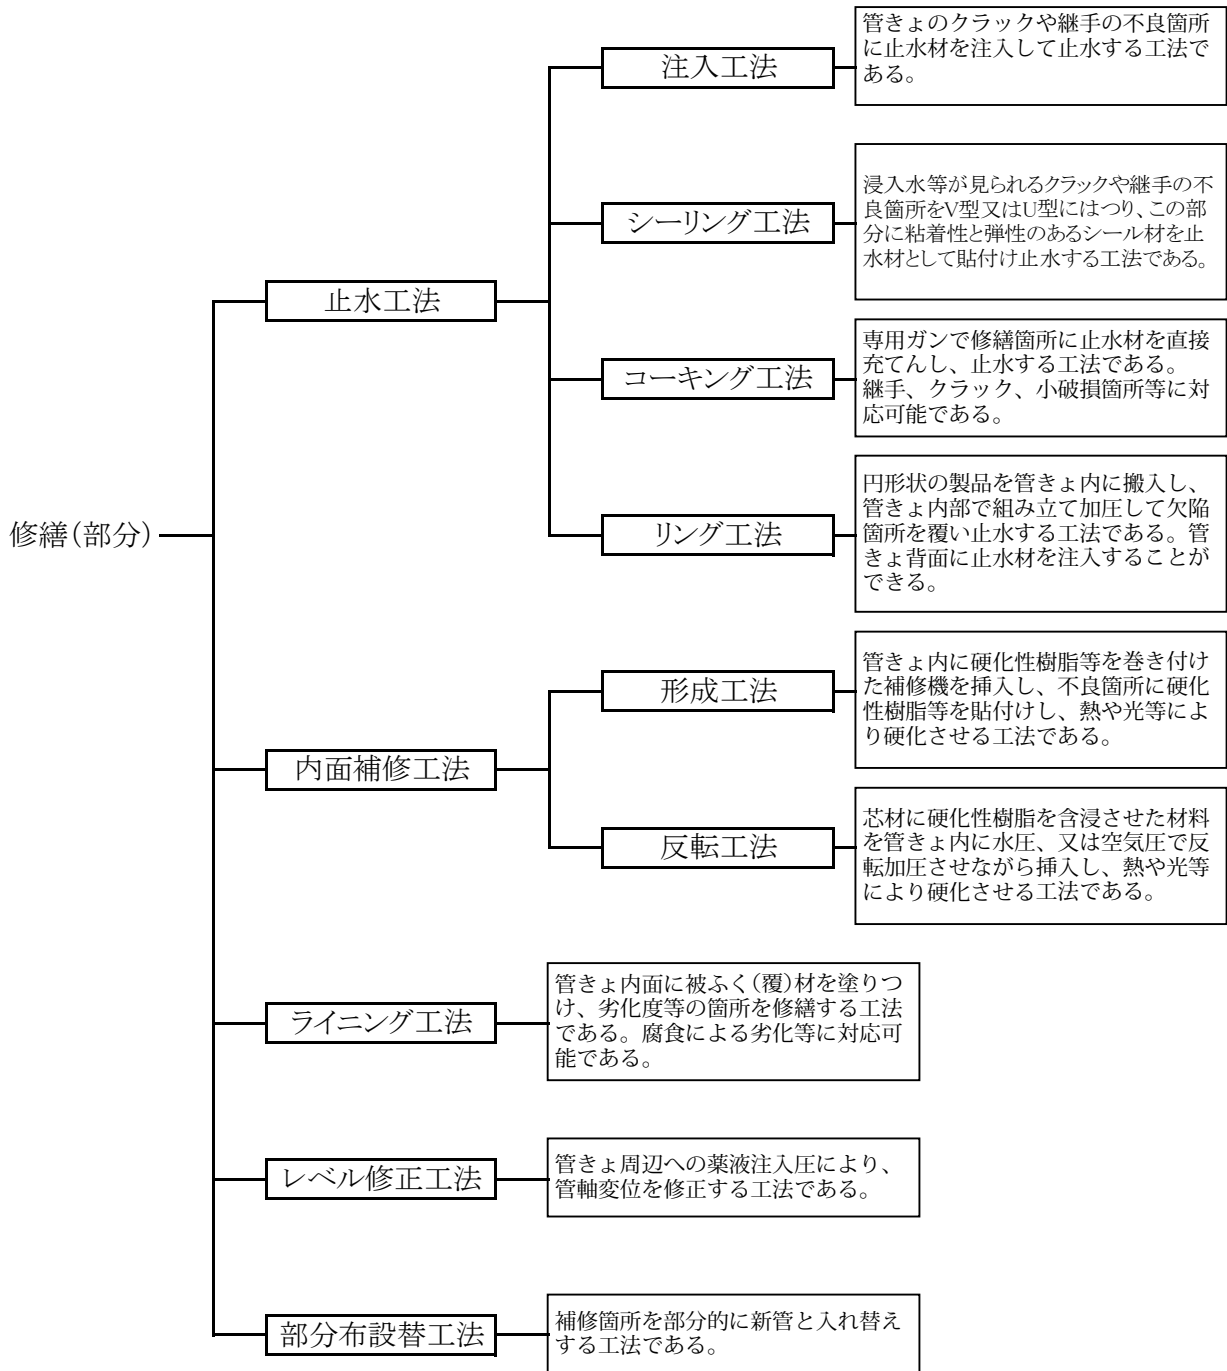 修繕(部分)
止水工法
注入工法
管きょのクラックや継手の不良箇所
に止水材を注入して止水する工法で
ある。
シーリング工法
浸入水等が見られるクラックや継手の不
良箇所をV型又はU型にはつり、この部
分に粘着性と弾性のあるシール材を止
水材として貼付け止水する工法である。
コーキング工法
専用ガンで修繕箇所に止水材を直接
充てんし、止水する工法である。
継手、クラック、小破損箇所等に対
応可能である。
リング工法
円形状の製品を管きょ内に搬入し、
管きょ内部で組み立て加圧して欠陥
箇所を覆い止水する工法である。管
きょ背面に止水材を注入することが
できる。
内面補修工法
形成工法
管きょ内に硬化性樹脂等を巻き付け
た補修機を挿入し、不良箇所に硬化
性樹脂等を貼付けし、熱や光等によ
り硬化させる工法である。
反転工法
芯材に硬化性樹脂を含浸させた材料
を管きょ内に水圧、又は空気圧で反
転加圧させながら挿入し、熱や光等
により硬化させる工法である。
ライニング工法
管きょ内面に被ふく(覆)材を塗りつ
け、劣化度等の箇所を修繕する工法
である。腐食による劣化等に対応可
能である。
レベル修正工法
管きょ周辺への薬液注入圧により、
管軸変位を修正する工法である。
部分布設替工法
補修箇所を部分的に新管と入れ替え
する工法である。